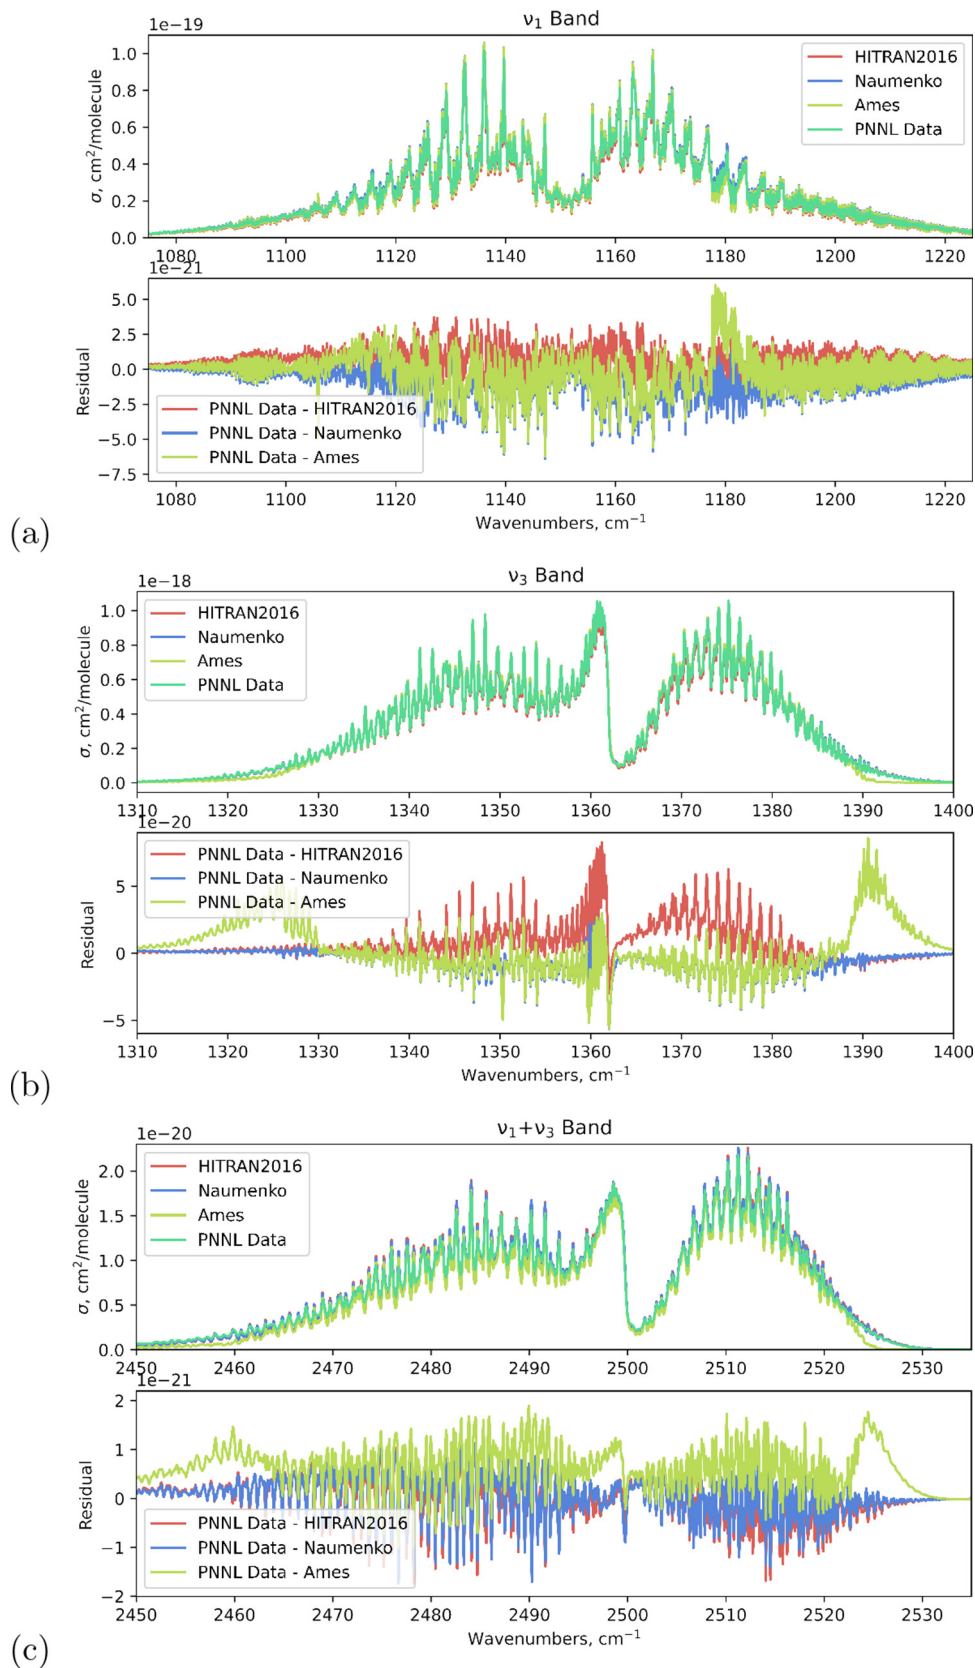 ν₁ Band
1e−19
HITRAN2016
Naumenko
Ames
PNNL Data
σ, cm²/molecule
1.0
0.8
0.6
0.4
0.2
0.0
1080 1100 1120 1140 1160 1180 1200 1220
1e−21
Residual
5.0
2.5
0.0
−2.5
−5.0
−7.5
PNNL Data - HITRAN2016
PNNL Data - Naumenko
PNNL Data - Ames
1080 1100 1120 1140 1160 1180 1200 1220
Wavenumbers, cm⁻¹
(a)
ν₃ Band
1e−18
HITRAN2016
Naumenko
Ames
PNNL Data
σ, cm²/molecule
1.0
0.8
0.6
0.4
0.2
0.0
1310 1320 1330 1340 1350 1360 1370 1380 1390 1400
1e−20
PNNL Data - HITRAN2016
PNNL Data - Naumenko
PNNL Data - Ames
Residual
5
0
−5
1310 1320 1330 1340 1350 1360 1370 1380 1390 1400
Wavenumbers, cm⁻¹
(b)
ν₁+ν₃ Band
1e−20
HITRAN2016
Naumenko
Ames
PNNL Data
σ, cm²/molecule
2.0
1.5
1.0
0.5
0.0
2450 2460 2470 2480 2490 2500 2510 2520 2530
1e−21
Residual
2
1
0
−1
−2
PNNL Data - HITRAN2016
PNNL Data - Naumenko
PNNL Data - Ames
2450 2460 2470 2480 2490 2500 2510 2520 2530
Wavenumbers, cm⁻¹
(c)